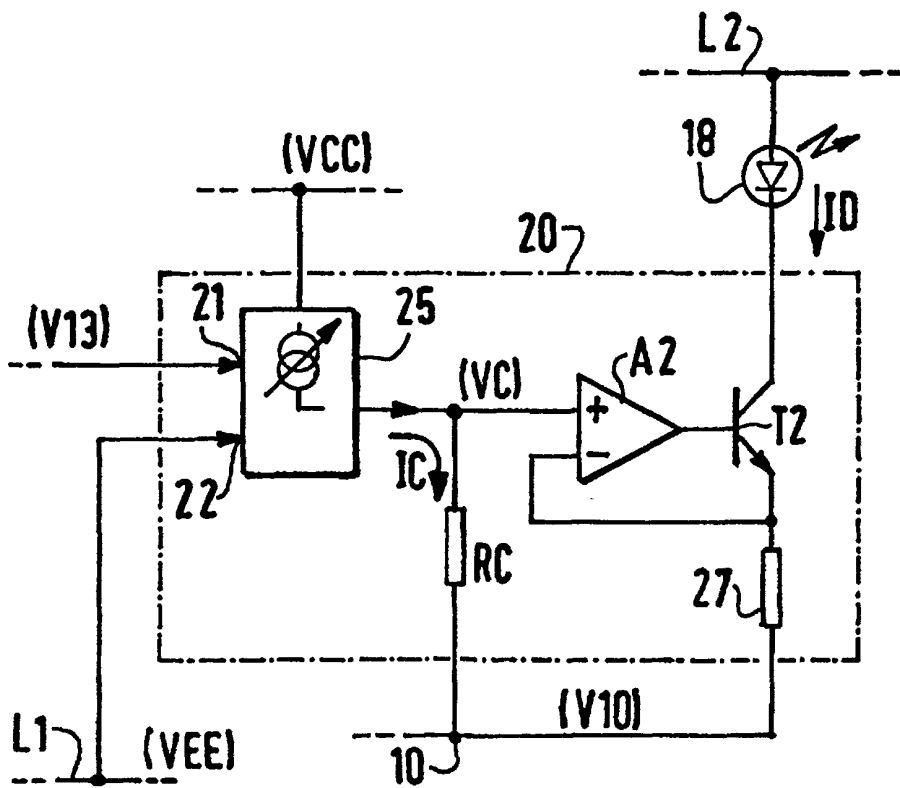 L2
18
(VCC)
ID
20
(V13)
21
25
(VC)
A2
+
T2
−
IC
22
RC
27
(V10)
L1
(VEE)
10